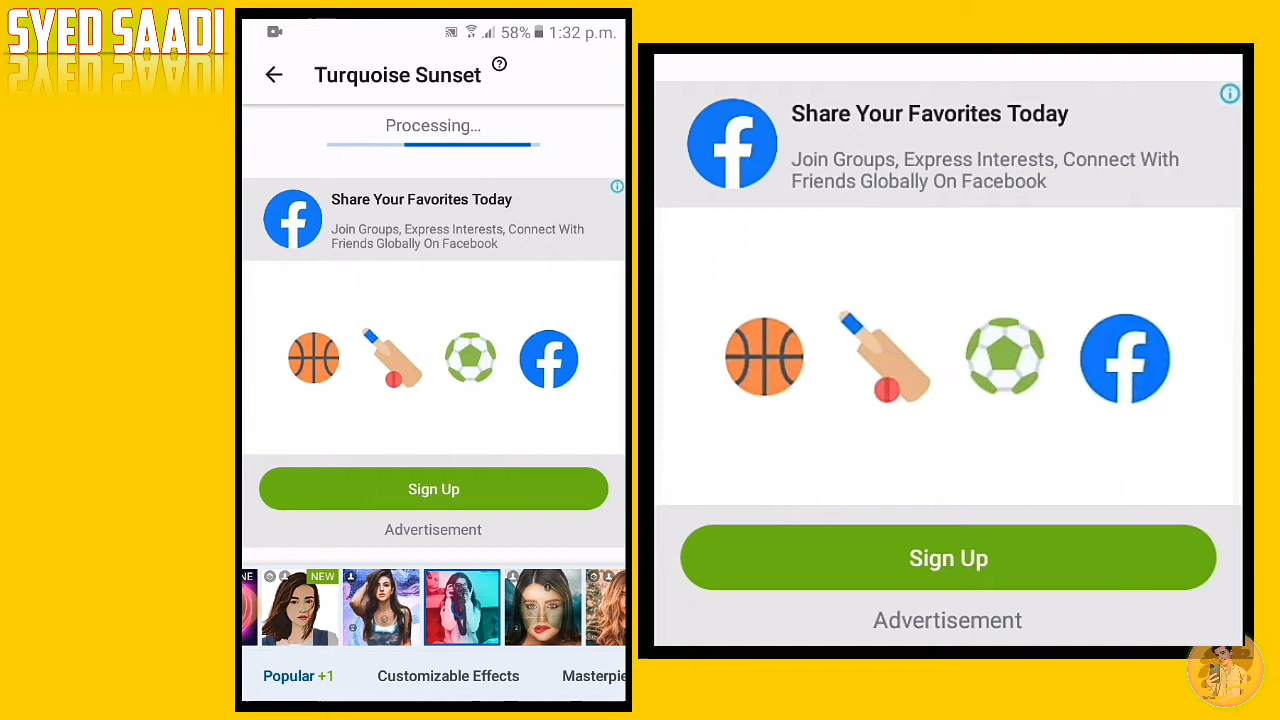 SYED SAADI
58% 1:32 p.m.
Turquoise Sunset
Processing...
Share Your Favorites Today
Join Groups, Express Interests, Connect With
Friends Globally On Facebook
Sign Up
Advertisement
NE
NEW
Popular +1
Customizable Effects
Masterpie
Share Your Favorites Today
Join Groups, Express Interests, Connect With
Friends Globally On Facebook
Sign Up
Advertisement